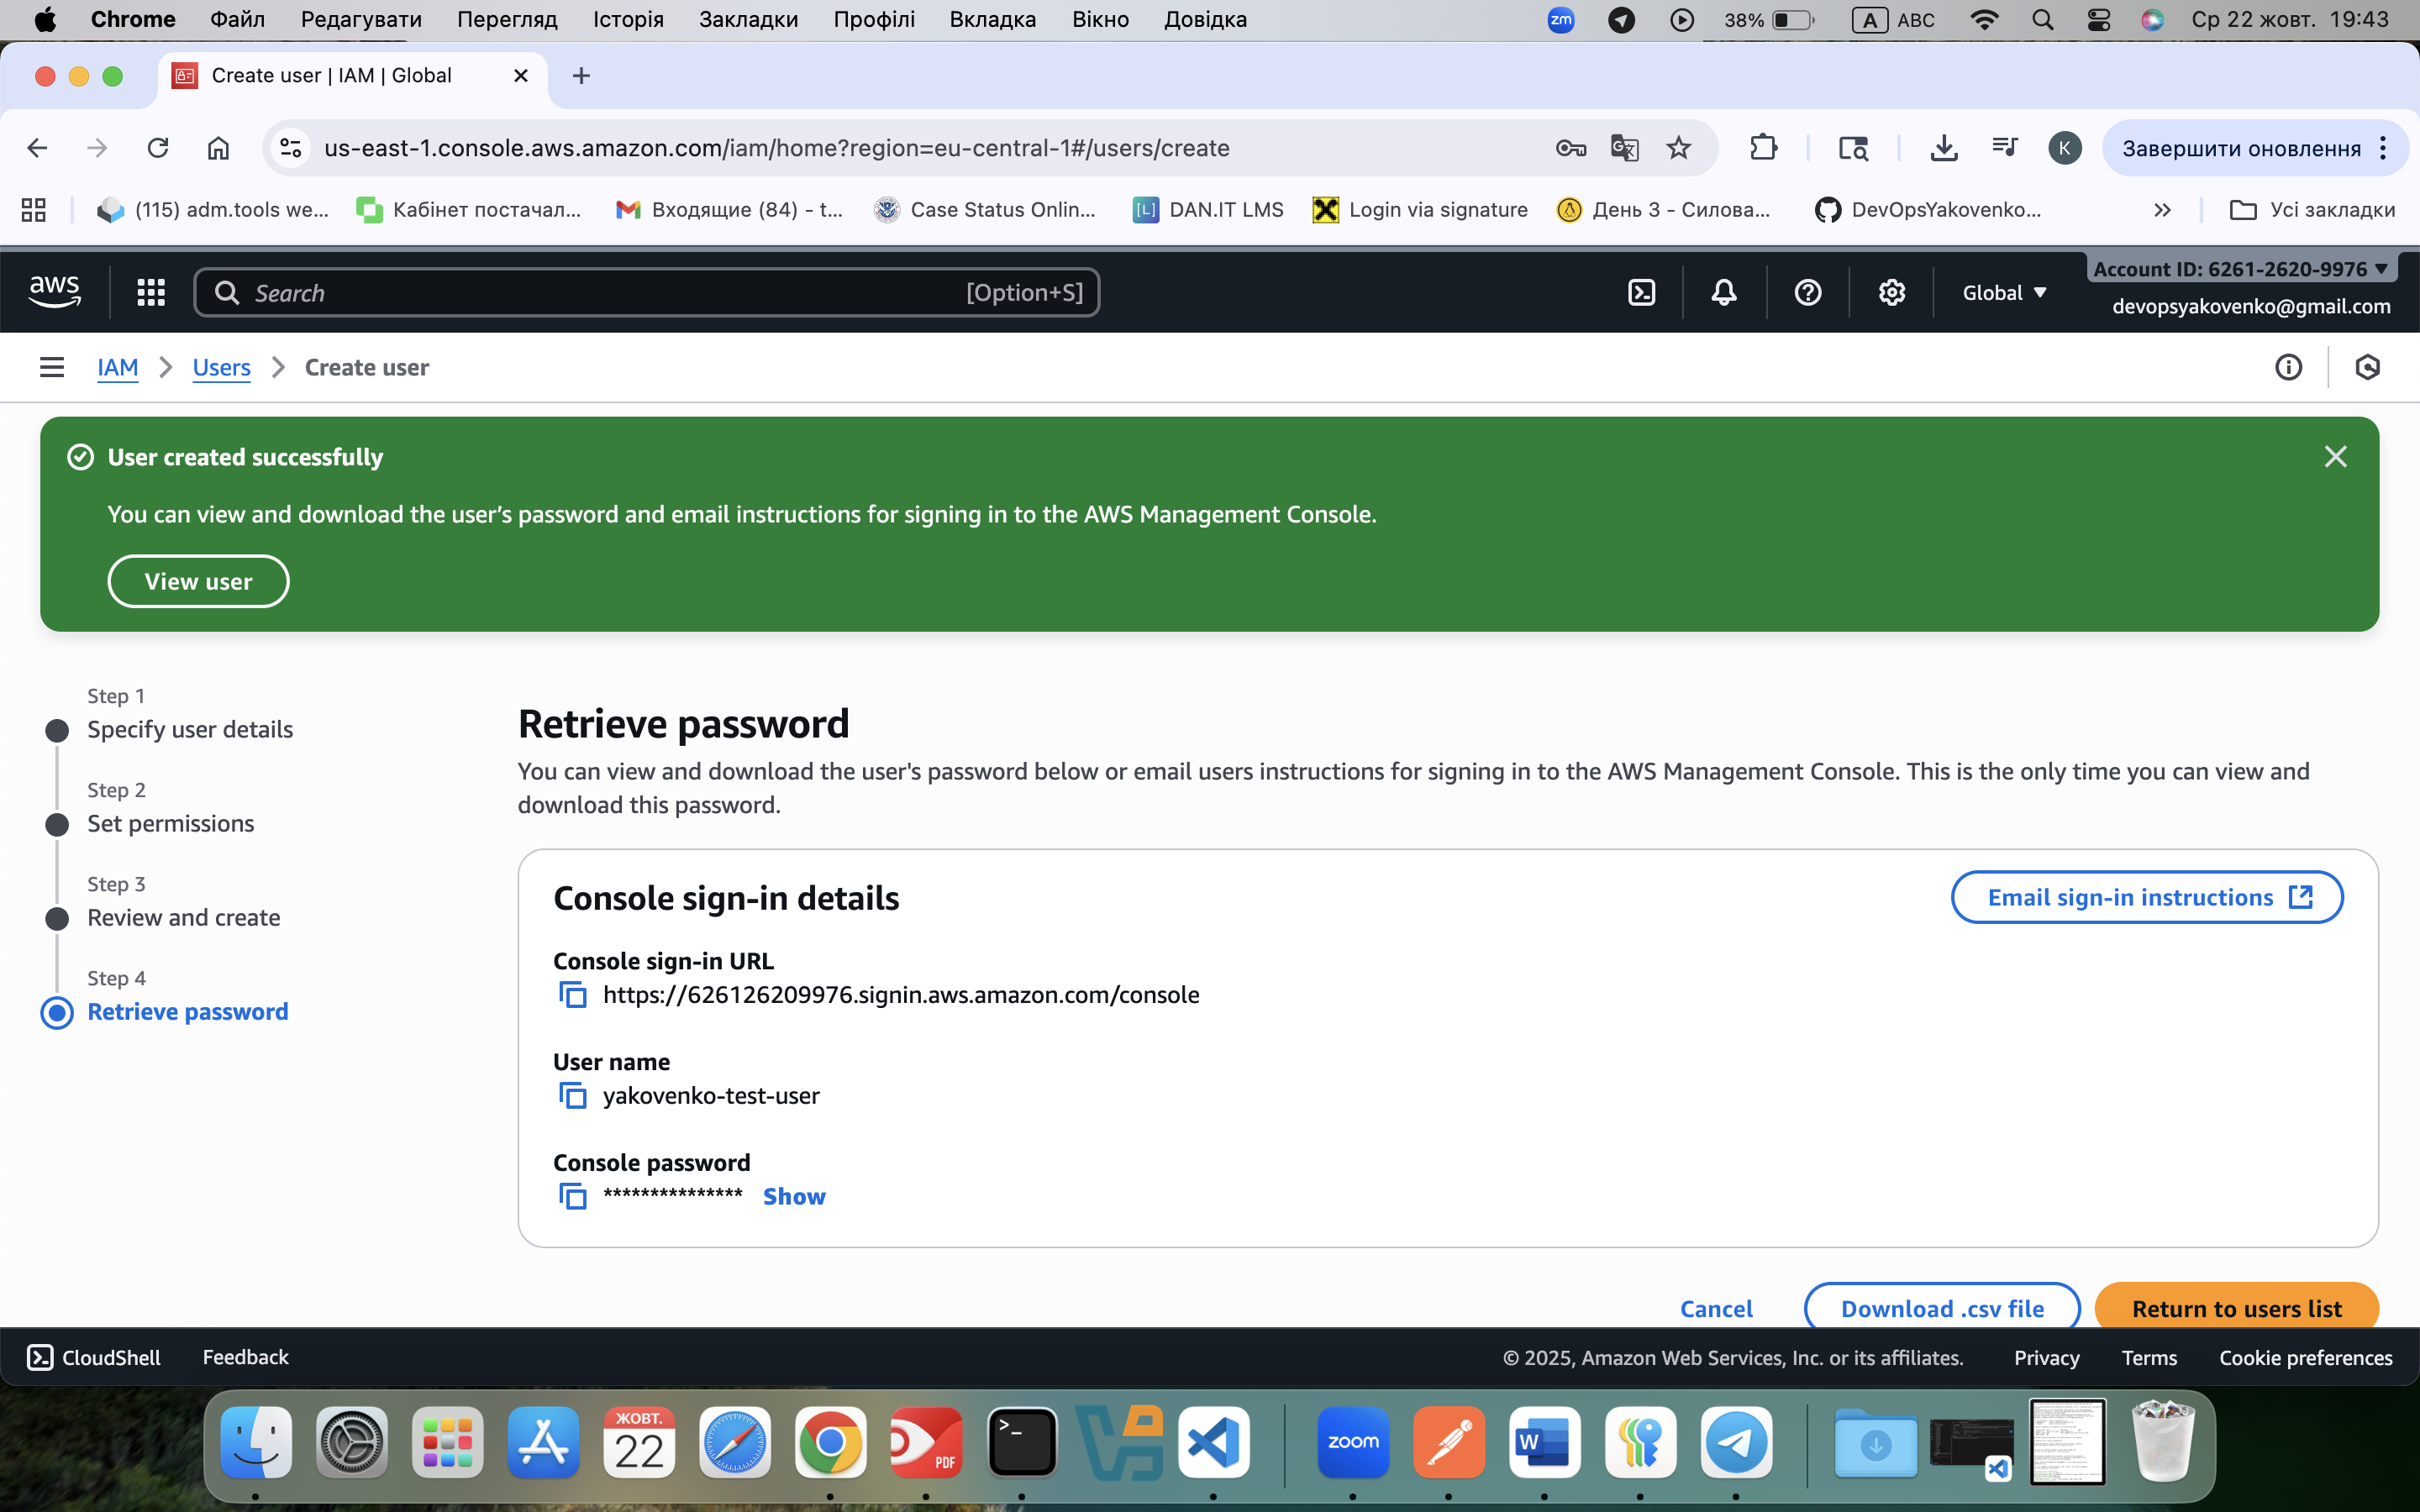 Chrome Файл Редагувати Перегляд Історія Закладки Профілі Вкладка Вікно Довідка zm 38% A ABC Ср 22 жовт. 19:43
Create user | IAM | Global
us-east-1.console.aws.amazon.com/iam/home?region=eu-central-1#/users/create K Завершити оновлення
(115) adm.tools we... Кабінет постачал... Входящие (84) - t... Case Status Onlin... [L] DAN.IT LMS Login via signature День 3 - Силова... DevOpsYakovenko... » Усі закладки
aws Search [Option+S] Global Account ID: 6261-2620-9976
devopsyakovenko@gmail.com
IAM > Users > Create user
User created successfully
You can view and download the user's password and email instructions for signing in to the AWS Management Console.
View user
Step 1
Specify user details
Step 2
Set permissions
Step 3
Review and create
Step 4
Retrieve password
Retrieve password
You can view and download the user's password below or email users instructions for signing in to the AWS Management Console. This is the only time you can view and
download this password.
Console sign-in details
Email sign-in instructions
Console sign-in URL
https://626126209976.signin.aws.amazon.com/console
User name
yakovenko-test-user
Console password
*************** Show
Cancel Download .csv file Return to users list
CloudShell Feedback © 2025, Amazon Web Services, Inc. or its affiliates. Privacy Terms Cookie preferences
ЖОВТ.
22
PDF
>_
zoom
W